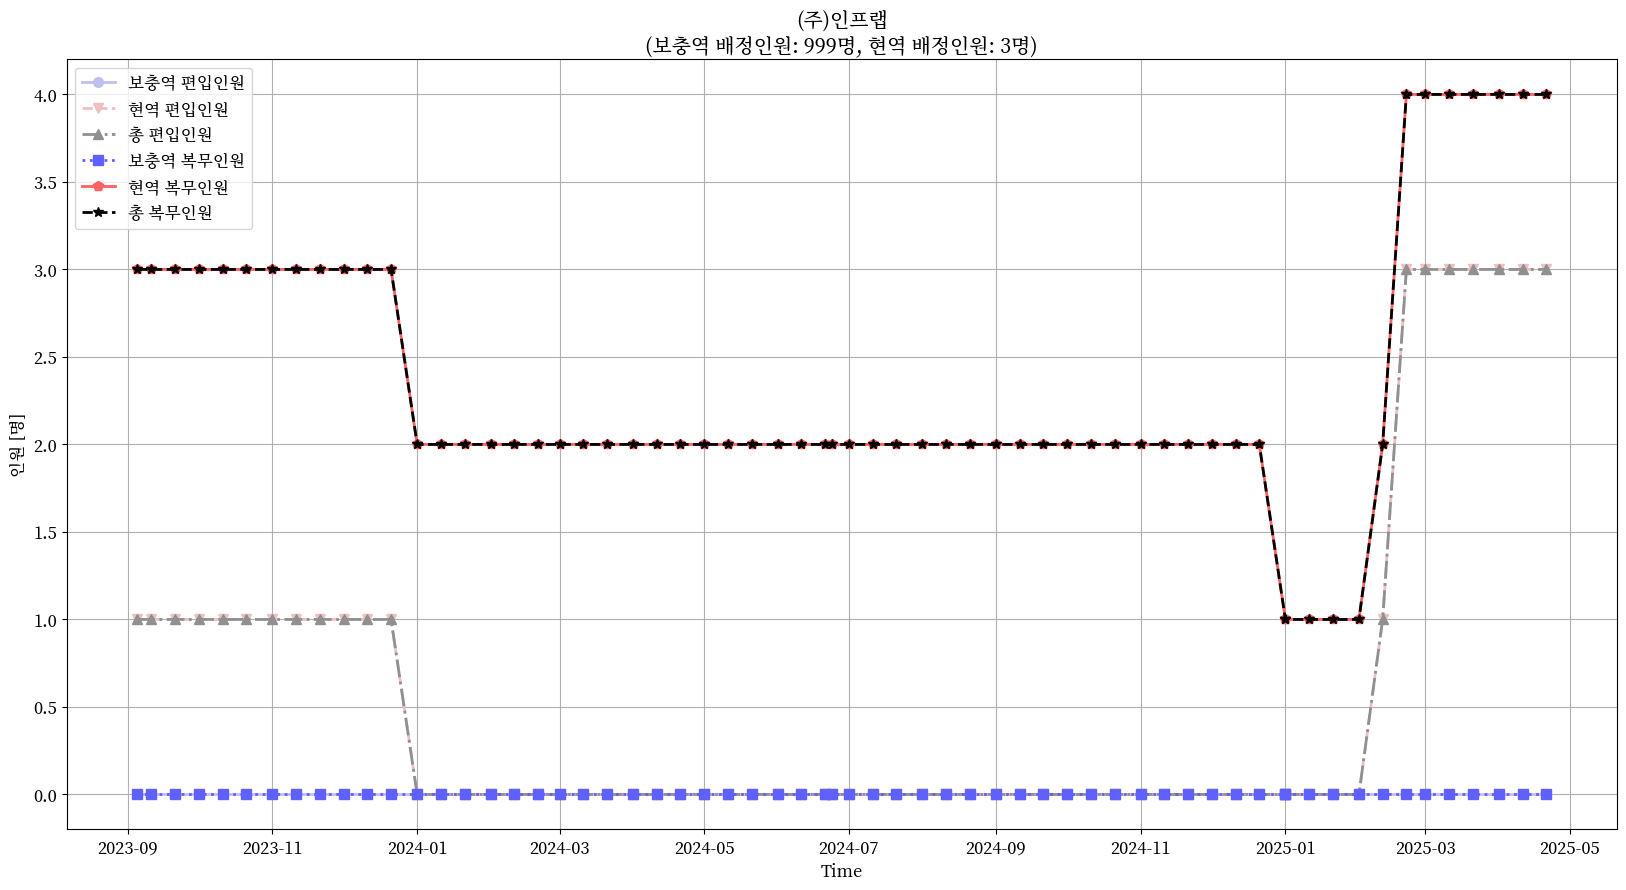 (주)인프랩
(보충역 배정인원: 999명, 현역 배정인원: 3명)
보충역 편입인원
현역 편입인원
총 편입인원
보충역 복무인원
현역 복무인원
총 복무인원
인원 [명]
4.0
3.5
3.0
2.5
2.0
1.5
1.0
0.5
0.0
2023-09 2023-11 2024-01 2024-03 2024-05 2024-07 2024-09 2024-11 2025-01 2025-03 2025-05
Time